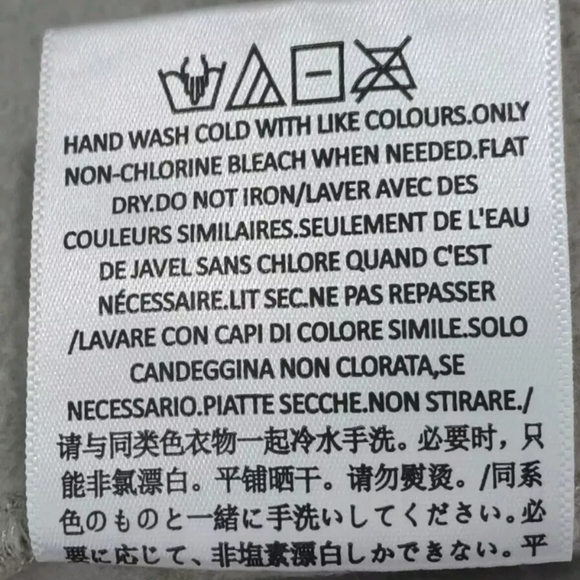 HAND WASH COLD WITH LIKE COLOURS.ONLY
NON-CHLORINE BLEACH WHEN NEEDED.FLAT
DRY.DO NOT IRON/LAVER AVEC DES
COULEURS SIMILAIRES.SEULEMENT DE L'EAU
DE JAVEL SANS CHLORE QUAND C'EST
NÉCESSAIRE.LIT SEC.NE PAS REPASSER
/LAVARE CON CAPI DI COLORE SIMILE.SOLO
CANDEGGINA NON CLORATA,SE
NECESSARIO.PIATTE SECCHE.NON STIRARE./
请与同类色衣物一起冷水手洗。必要时，只
能非氯漂白。平铺晒干。请勿熨烫。/同系
色のものと一緒に手洗いしてください。必
要に応じて、非塩素漂白しかできない。平